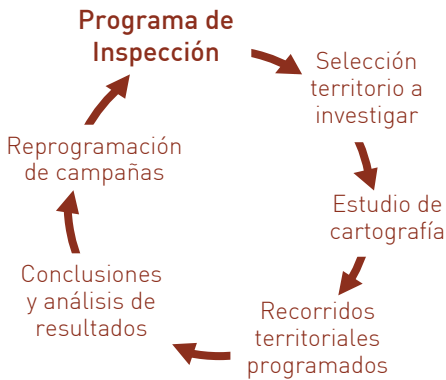 Programa de
Inspección
Selección
territorio a
investigar
Estudio de
cartografía
Recorridos
territoriales
programados
Conclusiones
y análisis de
resultados
Reprogramación
de campañas